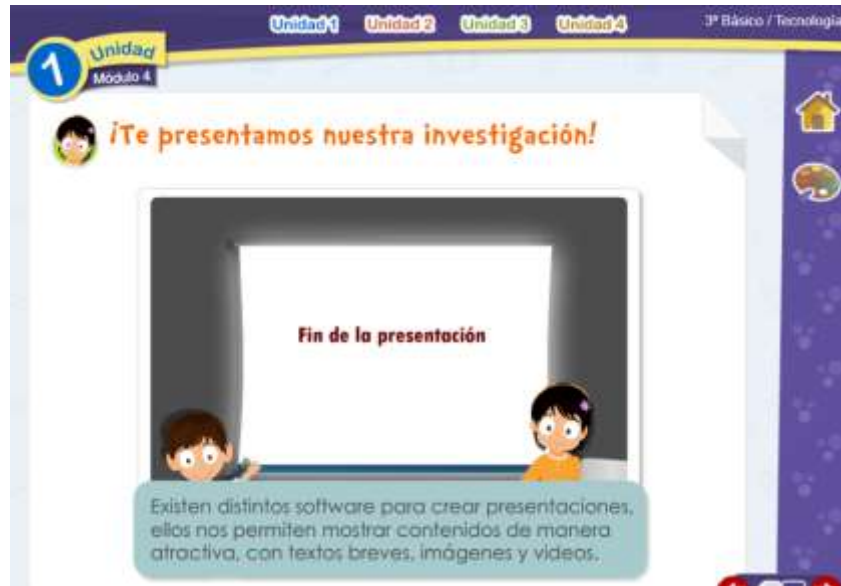 Unidad 1 Unidad 2 Unidad 3 Unidad 4 3º Básico / Tecnología
1 Unidad
Módulo 4
¡Te presentamos nuestra investigación!
Fin de la presentación
Existen distintos software para crear presentaciones,
ellos nos permiten mostrar contenidos de manera
atractiva, con textos breves, imágenes y videos.